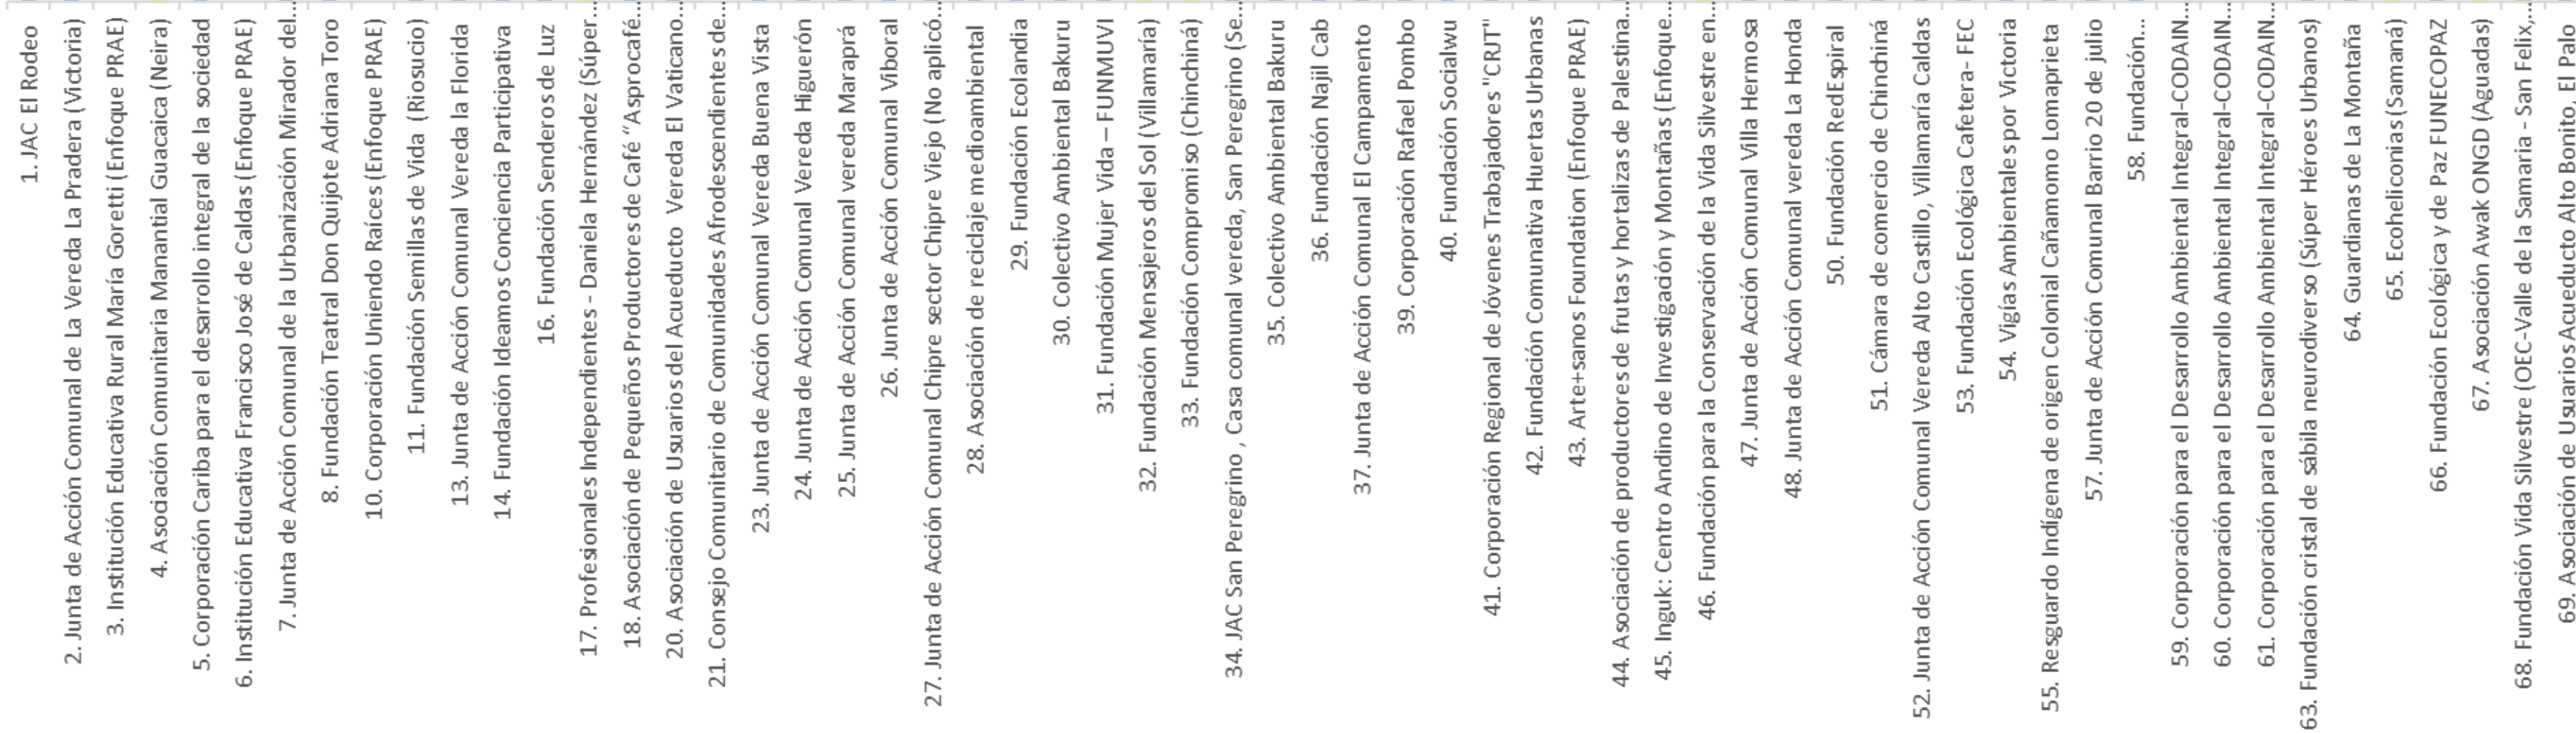 1. JAC El Rodeo
2. Junta de Acción Comunal de La Vereda La Pradera (Victoria)
3. Institución Educativa Rural María Goretti (Enfoque PRAE)
4. Asociación Comunitaria Manantial Guacaica (Neira)
5. Corporación Cariba para el desarrollo integral de la sociedad
6. Institución Educativa Francisco José de Caldas (Enfoque PRAE)
7. Junta de Acción Comunal de la Urbanización Mirador del...
8. Fundación Teatral Don Quijote Adriana Toro
10. Corporación Uniendo Raíces (Enfoque PRAE)
11. Fundación Semillas de Vida (Riosucio)
13. Junta de Acción Comunal Vereda la Florida
14. Fundación Ideamos Conciencia Participativa
16. Fundación Senderos de Luz
17. Profesionales Independientes - Daniela Hernández (Súper...
18. Asociación de Pequeños Productores de Café “Asprocafé...
20. Asociación de Usuarios del Acueducto Vereda El Vaticano...
21. Consejo Comunitario de Comunidades Afrodescendientes de...
23. Junta de Acción Comunal Vereda Buena Vista
24. Junta de Acción Comunal Vereda Higuerón
25. Junta de Acción Comunal vereda Marapró
26. Junta de Acción Comunal Viboral
27. Junta de Acción Comunal Chipre sector Chipre Viejo (No aplicó...
28. Asociación de reciclaje medioambiental
29. Fundación Ecolandia
30. Colectivo Ambiental Bakuru
31. Fundación Mujer Vida – FUNMUVI
32. Fundación Mensajeros del Sol (Villamaría)
33. Fundación Compromiso (Chinchiná)
34. JAC San Peregrino , Casa comunal vereda, San Peregrino (Se...
35. Colectivo Ambiental Bakuru
36. Fundación Najil Cab
37. Junta de Acción Comunal El Campamento
39. Corporación Rafael Pombo
40. Fundación Socialwu
41. Corporación Regional de Jóvenes Trabajadores "CRJT"
42. Fundación Comunativa Huertas Urbanas
43. Arte+sanos Foundation (Enfoque PRAE)
44. Asociación de productores de frutas y hortalizas de Palestina...
45. Inguk: Centro Andino de Investigación y Montañas (Enfoque...
46. Fundación para la Conservación de la Vida Silvestre en...
47. Junta de Acción Comunal Villa Hermosa
48. Junta de Acción Comunal vereda La Honda
50. Fundación RedEspiral
51. Cámara de comercio de Chinchiná
52. Junta de Acción Comunal Vereda Alto Castillo, Villamaría Caldas
53. Fundación Ecológica Cafetera- FEC
54. Vigías Ambientales por Victoria
55. Resguardo Indígena de origen Colonial Cañamomo Lomaprieta
57. Junta de Acción Comunal Barrio 20 de julio
58. Fundación...
59. Corporación para el Desarrollo Ambiental Integral-CODAIN...
60. Corporación para el Desarrollo Ambiental Integral-CODAIN...
61. Corporación para el Desarrollo Ambiental Integral-CODAIN...
63. Fundación cristal de sábila neurodiverso (Súper Héroes Urbanos)
64. Guardianas de La Montaña
65. Ecoheliconias (Samaná)
66. Fundación Ecológica y de Paz FUNECOPAZ
67. Asociación Awak ONGD (Aguadas)
68. Fundación Vida Silvestre (OEC-Valle de la Samaria - San Felix,...
69. Asociación de Usuarios Acueducto Alto Bonito, El Palo